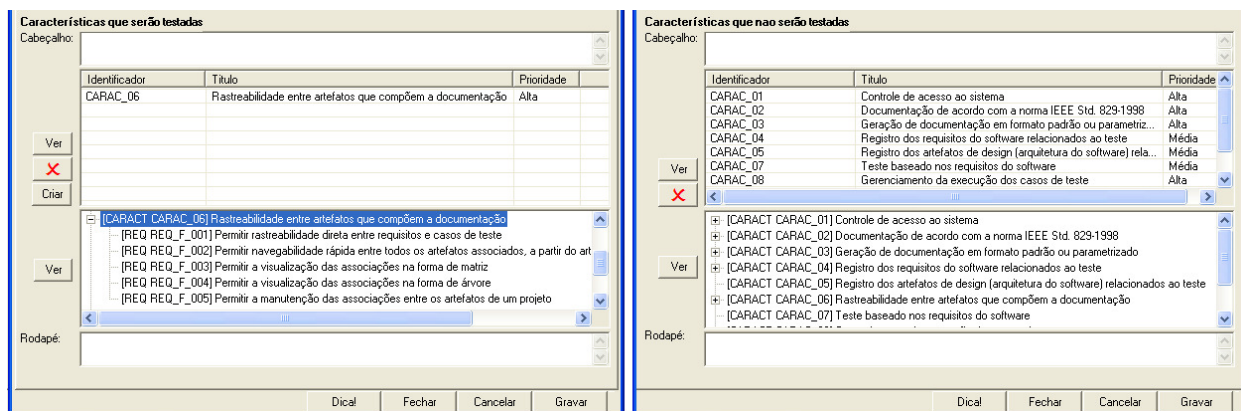 Características que serão testadas
Cabeçalho:
Identificador Titulo Prioridade
CARAC_06 Rastreabilidade entre artefatos que compõem a documentação Alta
Ver
Criar
[CARACT CARAC_06] Rastreabilidade entre artefatos que compõem a documentação
[REQ REQ_F_001] Permitir rastreabilidade direta entre requisitos e casos de teste
[REQ REQ_F_002] Permitir navegabilidade rápida entre todos os artefatos associados, a partir do art
[REQ REQ_F_003] Permitir a visualização das associações na forma de matriz
[REQ REQ_F_004] Permitir a visualização das associações na forma de árvore
[REQ REQ_F_005] Permitir a manutenção das associações entre os artefatos de um projeto
Ver
Rodapé:
Dica! Fechar Cancelar Gravar
Características que nao serão testadas
Cabeçalho:
Identificador Titulo Prioridade
CARAC_01 Controle de acesso ao sistema Alta
CARAC_02 Documentação de acordo com a norma IEEE Std. 829-1998 Alta
CARAC_03 Geração de documentação em formato padrão ou parametriz... Alta
CARAC_04 Registro dos requisitos do software relacionados ao teste Média
CARAC_05 Registro dos artefatos de design (arquitetura do software) rela... Média
CARAC_07 Teste baseado nos requisitos do software Média
CARAC_08 Gerenciamento da execução dos casos de teste Alta
Ver
[CARACT CARAC_01] Controle de acesso ao sistema
[CARACT CARAC_02] Documentação de acordo com a norma IEEE Std. 829-1998
[CARACT CARAC_03] Geração de documentação em formato padrão ou parametrizado
[CARACT CARAC_04] Registro dos requisitos do software relacionados ao teste
[CARACT CARAC_05] Registro dos artefatos de design (arquitetura do software) relacionados ao teste
[CARACT CARAC_06] Rastreabilidade entre artefatos que compõem a documentação
[CARACT CARAC_07] Teste baseado nos requisitos do software
Ver
Rodapé:
Dica! Fechar Cancelar Gravar